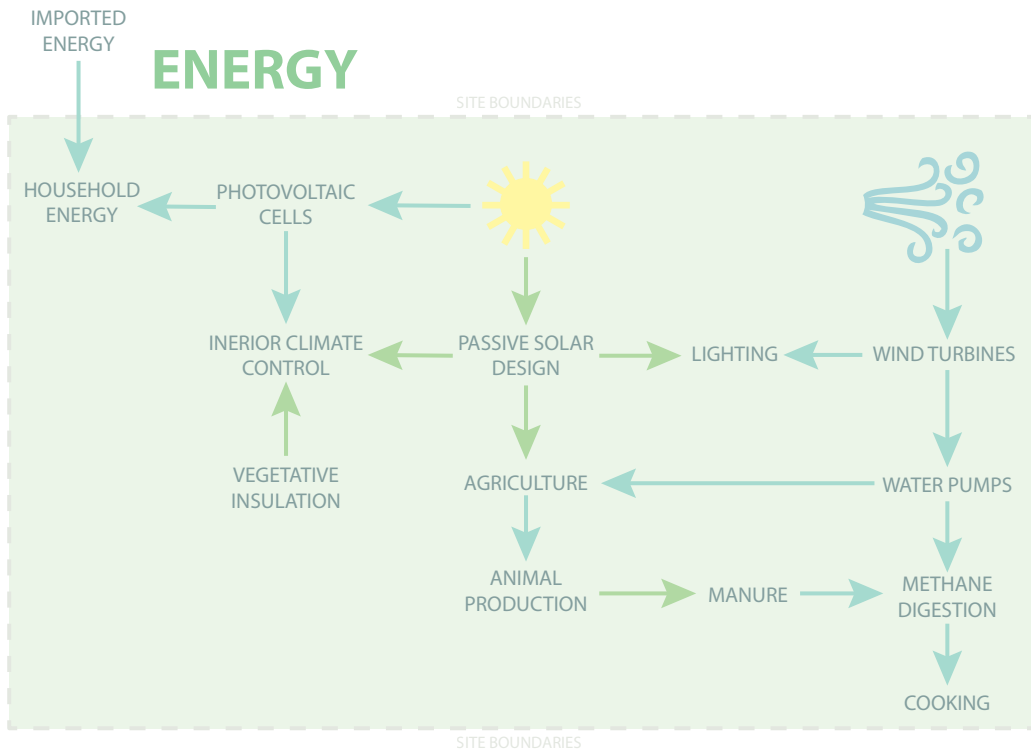 IMPORTED
ENERGY
ENERGY
SITE BOUNDARIES
HOUSEHOLD
ENERGY
PHOTOVOLTAIC
CELLS
INERIOR CLIMATE
CONTROL
PASSIVE SOLAR
DESIGN
LIGHTING
WIND TURBINES
VEGETATIVE
INSULATION
AGRICULTURE
WATER PUMPS
ANIMAL
PRODUCTION
MANURE
METHANE
DIGESTION
COOKING
SITE BOUNDARIES